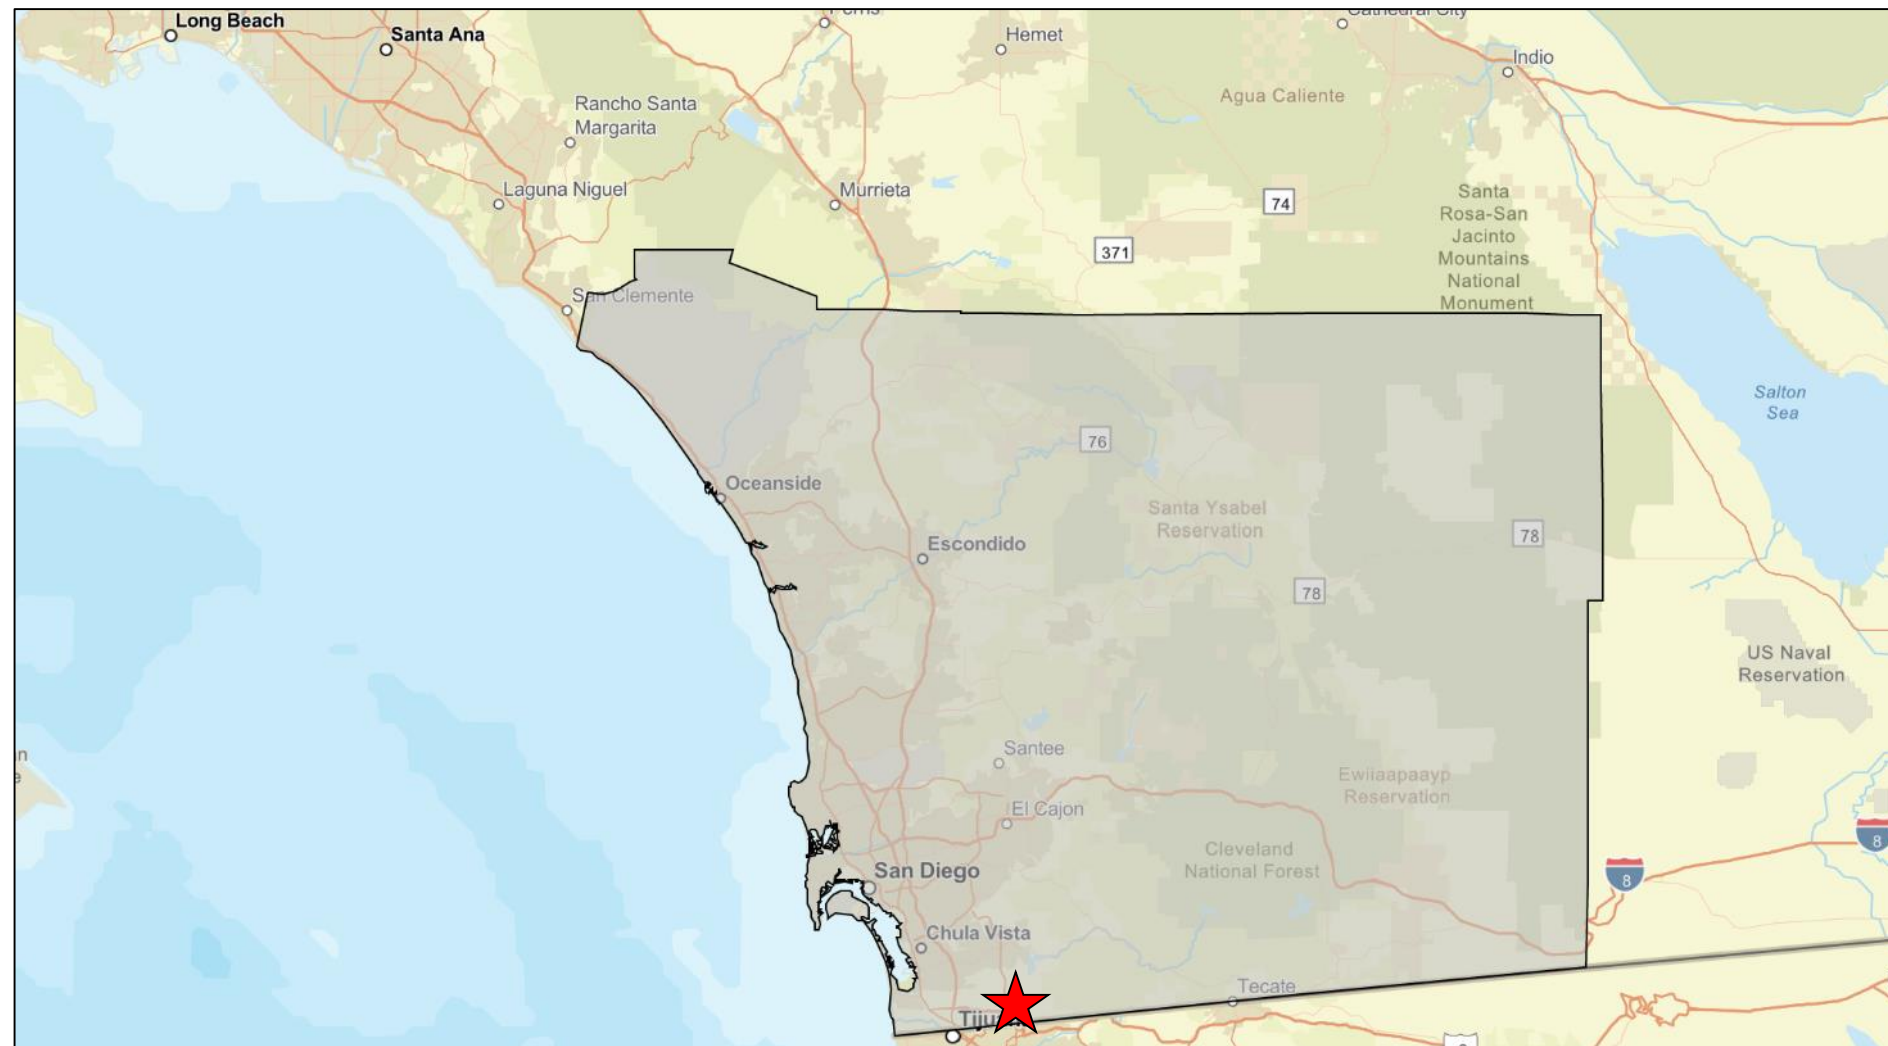 Long Beach
Santa Ana
Hemet
Indio
Rancho Santa
Margarita
Agua Caliente
Laguna Niguel
Murrieta
74
Santa
Rosa-San
Jacinto
Mountains
National
Monument
371
San Clemente
Salton
Sea
76
Oceanside
Santa Ysabel
Reservation
78
Escondido
78
US Naval
Reservation
Santee
Ewiiaapaayp
Reservation
El Cajon
8
Cleveland
National Forest
San Diego
8
Chula Vista
Tecate